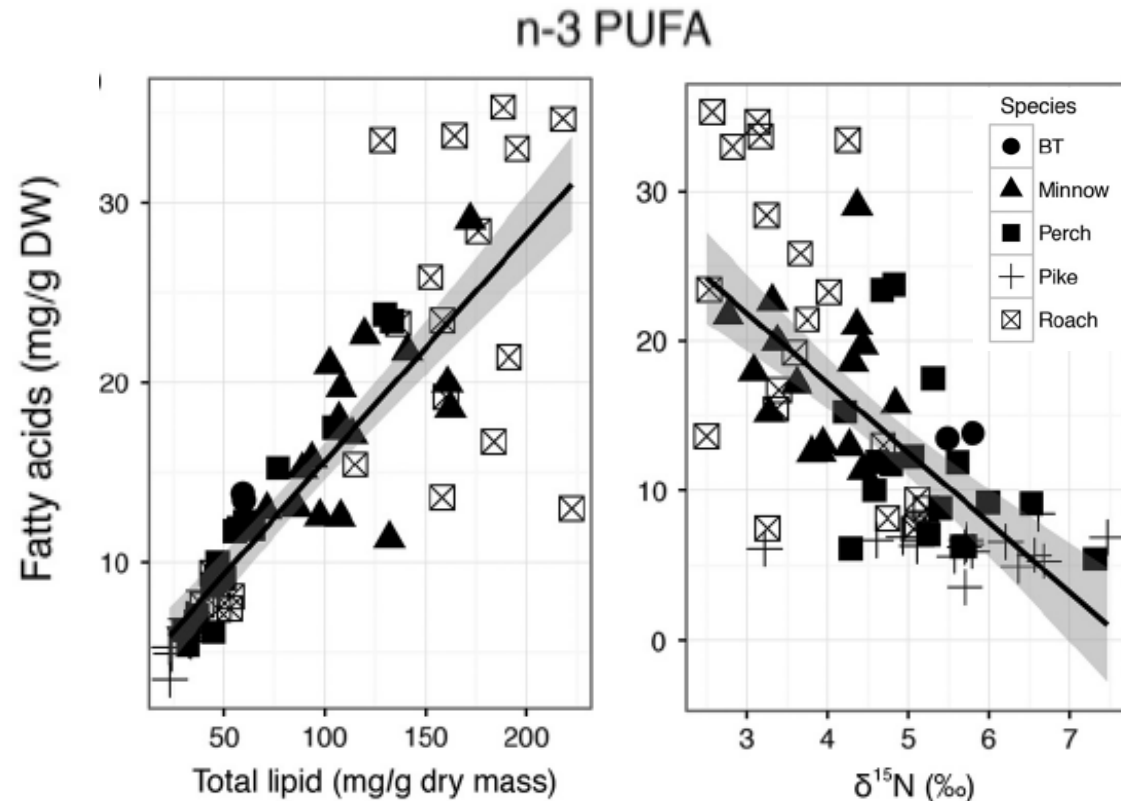 n-3 PUFA
Fatty acids (mg/g DW)
30
20
10
50
100
150
200
Total lipid (mg/g dry mass)
30
20
10
0
3
4
5
6
7
δ¹⁵N (‰)
Species
BT
Minnow
Perch
Pike
Roach